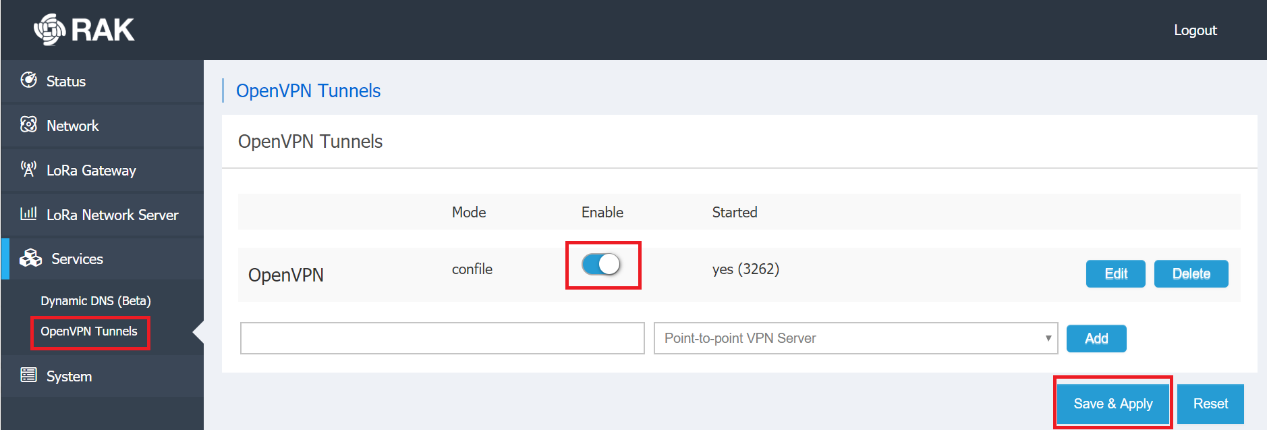 RAK
Logout
Status
Network
LoRa Gateway
LoRa Network Server
Services
Dynamic DNS (Beta)
OpenVPN Tunnels
System
OpenVPN Tunnels
OpenVPN Tunnels
Mode Enable Started
OpenVPN confile yes (3262) Edit Delete
Point-to-point VPN Server Add
Save & Apply Reset